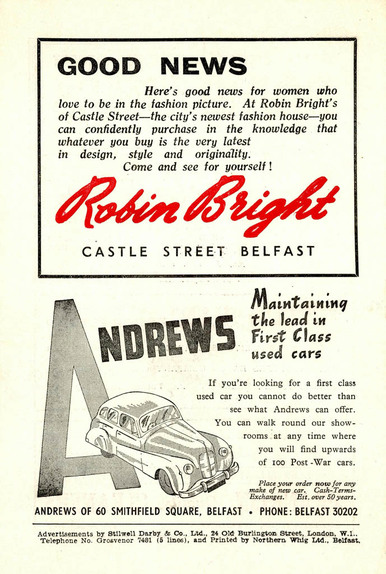 GOOD NEWS
Here's good news for women who
love to be in the fashion picture. At Robin Bright's
of Castle Street—the city's newest fashion house—you
can confidently purchase in the knowledge that
whatever you buy is the very latest
in design, style and originality.
Come and see for yourself!
Robin Bright
CASTLE STREET BELFAST
ANDREWS
Maintaining
the lead in
First Class
used cars
If you're looking for a first class
used car you cannot do better than
see what Andrews can offer.
You can walk round our show-
rooms at any time where
you will find upwards
of 100 Post-War cars.
Place your order now for any
make of new car. Cash-Terms-
Exchanges. Est. over 50 years.
ANDREWS OF 60 SMITHFIELD SQUARE, BELFAST • PHONE: BELFAST 30202
Advertisements by Stilwell Darby & Co., Ltd., 24 Old Burlington Street, London, W.1..
Telephone No. Grosvenor 7481 (5 lines), and Printed by Northern Whig Ltd., Belfast.